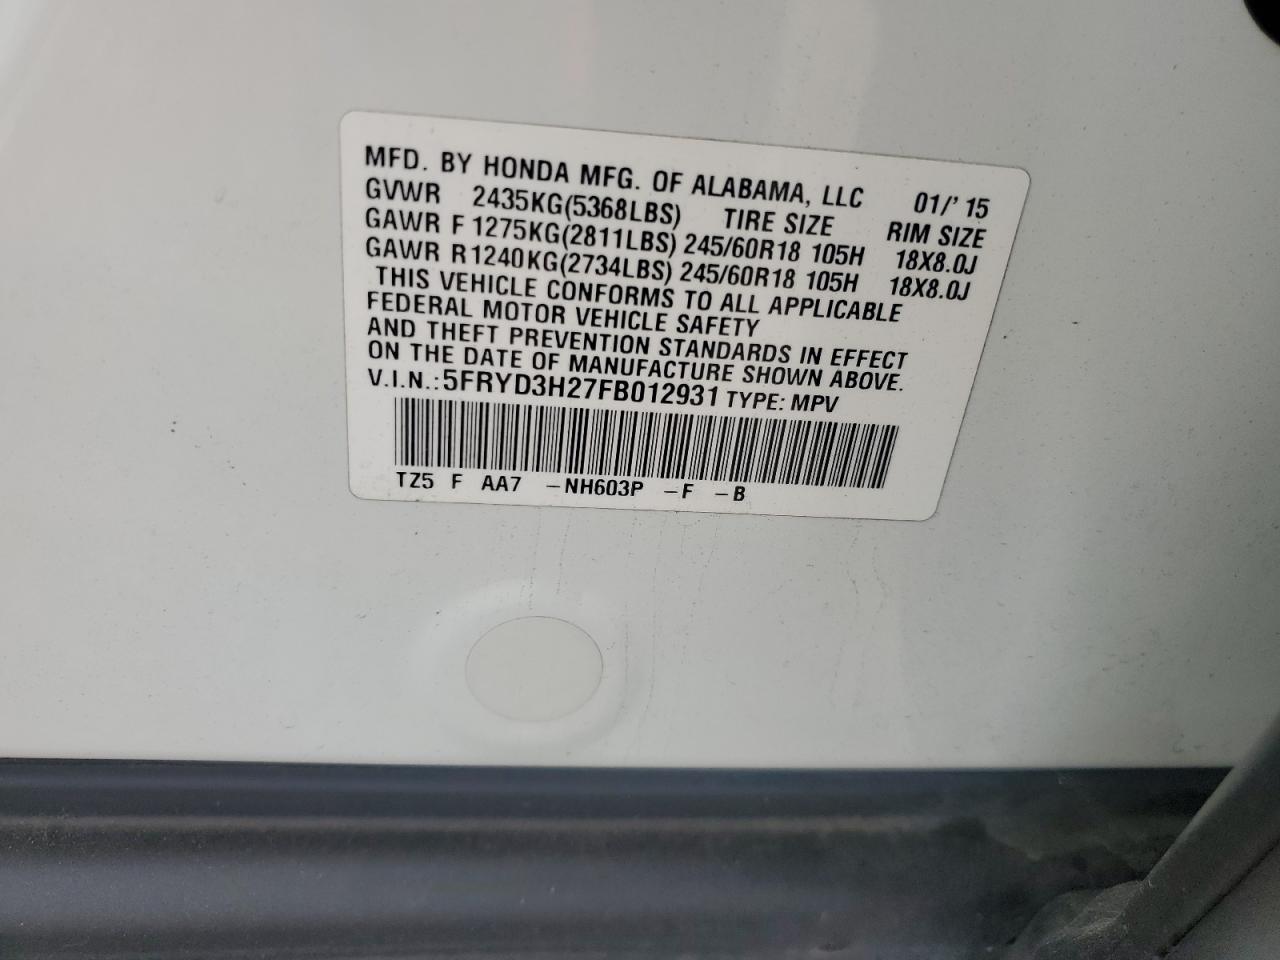 MFD. BY HONDA MFG. OF ALABAMA, LLC 01/' 15
GVWR 2435KG(5368LBS) TIRE SIZE RIM SIZE
GAWR F 1275KG(2811LBS) 245/60R18 105H 18X8.0J
GAWR R1240KG(2734LBS) 245/60R18 105H 18X8.0J
THIS VEHICLE CONFORMS TO ALL APPLICABLE
FEDERAL MOTOR VEHICLE SAFETY
AND THEFT PREVENTION STANDARDS IN EFFECT
ON THE DATE OF MANUFACTURE SHOWN ABOVE.
V.I.N.:5FRYD3H27FB012931 TYPE: MPV
TZ5 F AA7 -NH603P -F -B